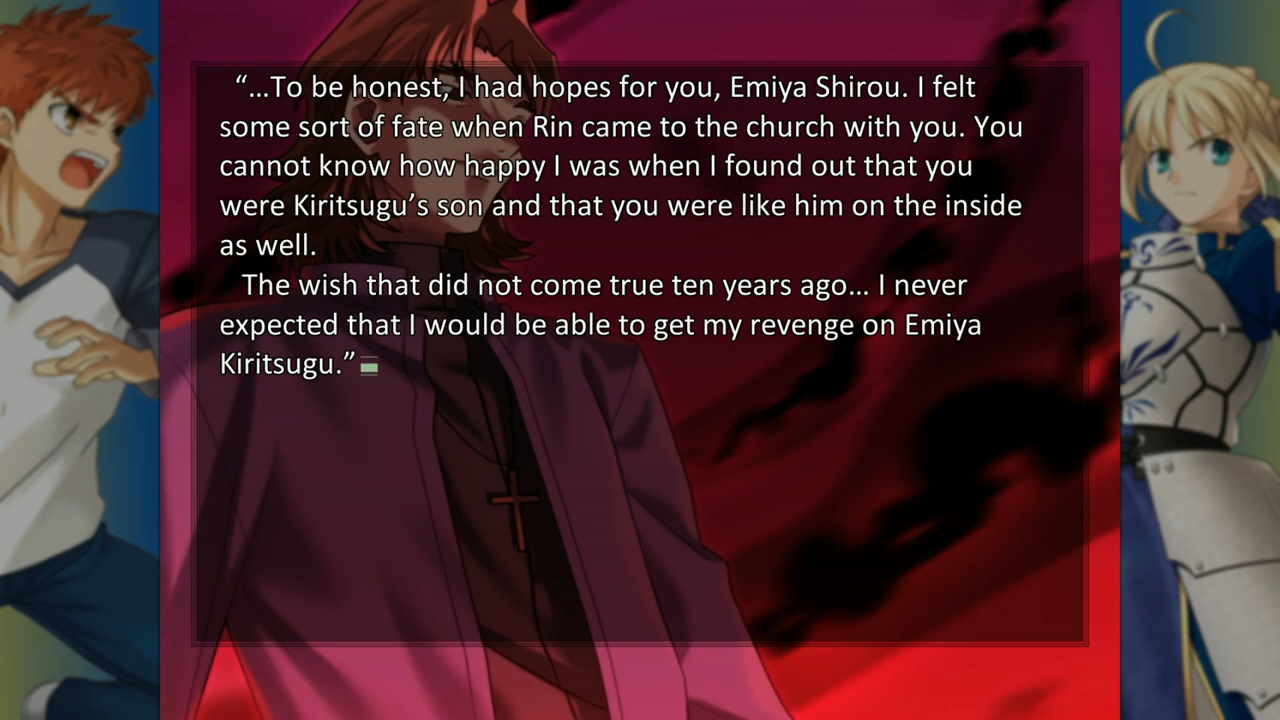 “…To be honest, I had hopes for you, Emiya Shirou. I felt
some sort of fate when Rin came to the church with you. You
cannot know how happy I was when I found out that you
were Kiritsugu’s son and that you were like him on the inside
as well.
The wish that did not come true ten years ago… I never
expected that I would be able to get my revenge on Emiya
Kiritsugu.”